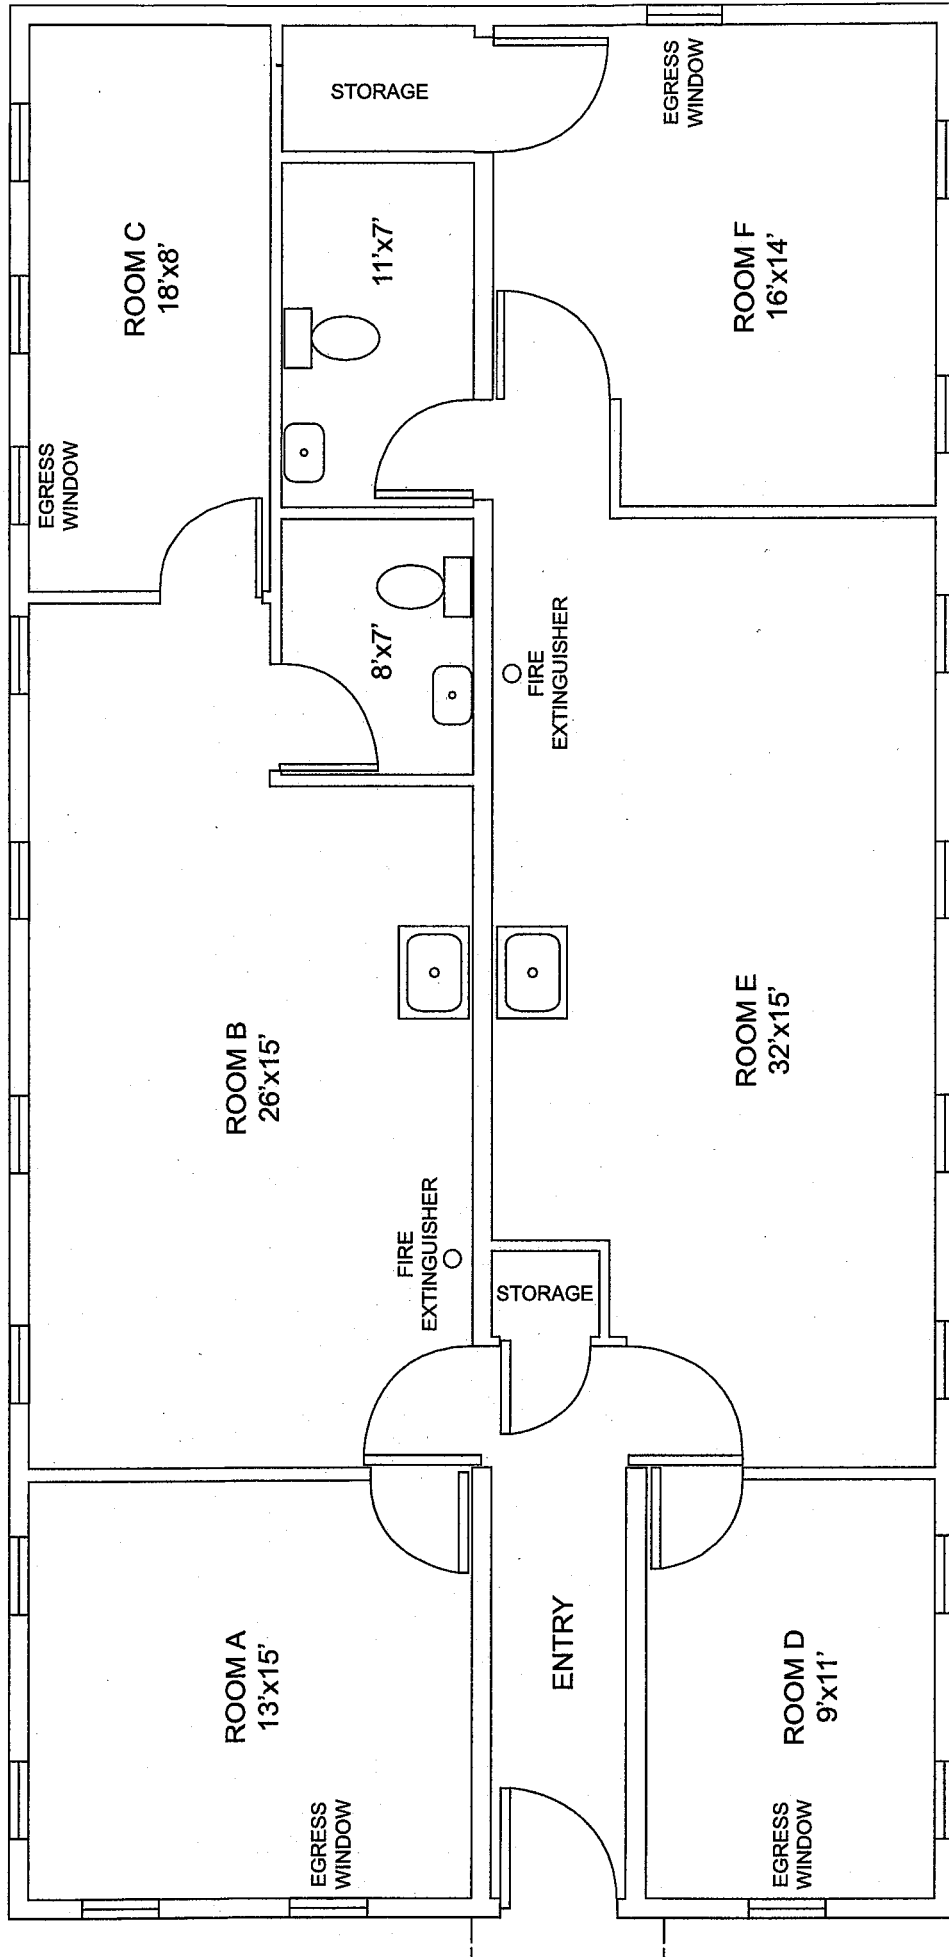 ROOM A
13'x15'
EGRESS
WINDOW
ROOM B
26'x15'
FIRE
EXTINGUISHER
ROOM C
18'x8'
EGRESS
WINDOW
8'x7'
11'x7'
STORAGE
ENTRY
STORAGE
FIRE
EXTINGUISHER
ROOM D
9'x11'
EGRESS
WINDOW
ROOM E
32'x15'
ROOM F
16'x14'
EGRESS
WINDOW